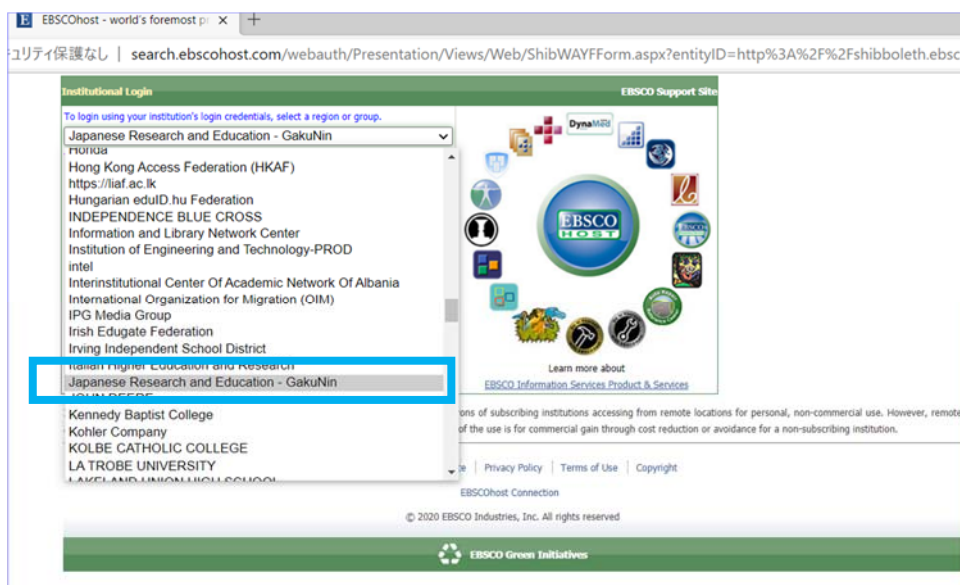 EBSCOhost - world's foremost pr
キュリティ保護なし | search.ebscohost.com/webauth/Presentation/Views/Web/ShibWAYFForm.aspx?entityID=http%3A%2F%2Fshibboleth.ebsc
Institutional Login
EBSCO Support Site
To login using your institution's login credentials, select a region or group.
Japanese Research and Education - GakuNin
Honda
Hong Kong Access Federation (HKAF)
https://liaf.ac.lk
Hungarian eduID.hu Federation
INDEPENDENCE BLUE CROSS
Information and Library Network Center
Institution of Engineering and Technology-PROD
intel
Interinstitutional Center Of Academic Network Of Albania
International Organization for Migration (OIM)
IPG Media Group
Irish Edugate Federation
Irving Independent School District
Italian Higher Education and Research
Japanese Research and Education - GakuNin
JOHN DEERE
Kennedy Baptist College
Kohler Company
KOLBE CATHOLIC COLLEGE
LA TROBE UNIVERSITY
LAKELAND UNION HIGH SCHOOL
DynaMed
EBSCO
HOST
Learn more about
EBSCO Information Services Product & Services
ons of subscribing institutions accessing from remote locations for personal, non-commercial use. However, remote
of the use is for commercial gain through cost reduction or avoidance for a non-subscribing institution.
Privacy Policy | Terms of Use | Copyright
EBSCOhost Connection
© 2020 EBSCO Industries, Inc. All rights reserved
EBSCO Green Initiatives